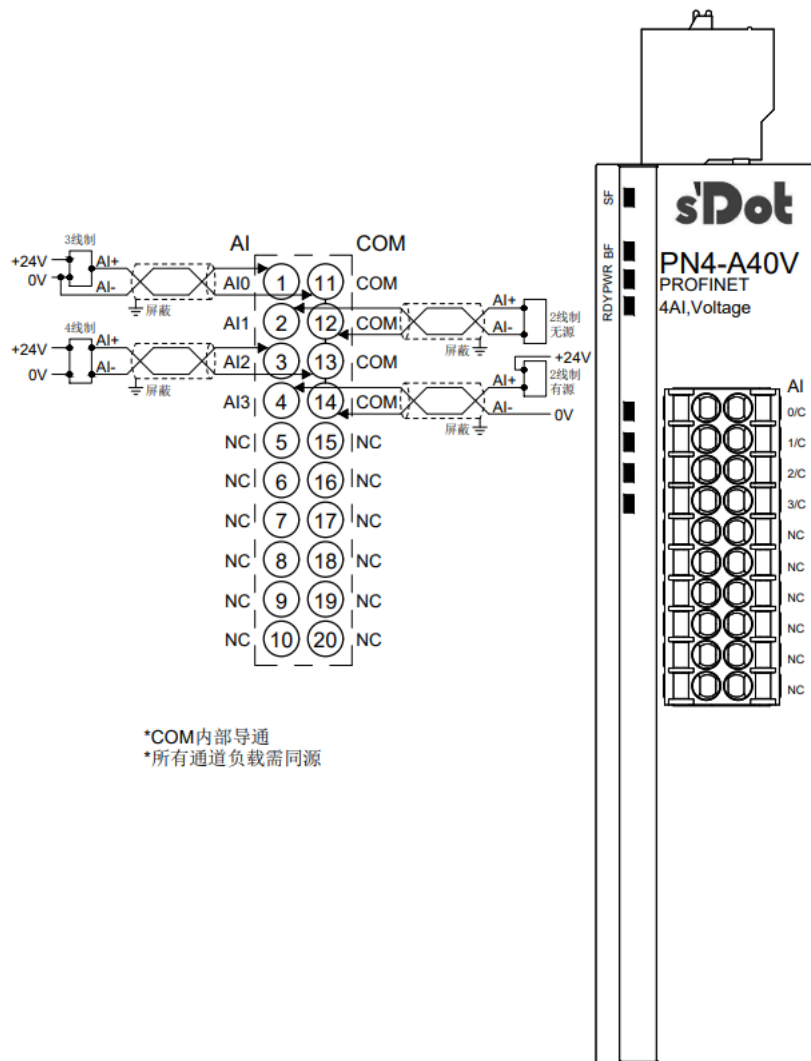 s'Dot
PN4-A40V
PROFINET
4AI,Voltage
SF
BF
PWR
RDY
AI
0/C
1/C
2/C
3/C
NC
NC
NC
NC
NC
NC
AI COM
3线制
+24V
0V
AI+
AI-
屏蔽
AI0 1 11 COM
AI1 2 12 COM
4线制
+24V
0V
AI+
AI-
屏蔽
AI2 3 13 COM
AI3 4 14 COM
NC 5 15 NC
NC 6 16 NC
NC 7 17 NC
NC 8 18 NC
NC 9 19 NC
NC 10 20 NC
AI+
AI-
2线制
无源
屏蔽
+24V
AI+
2线制
有源
AI-
0V
屏蔽
*COM内部导通
*所有通道负载需同源